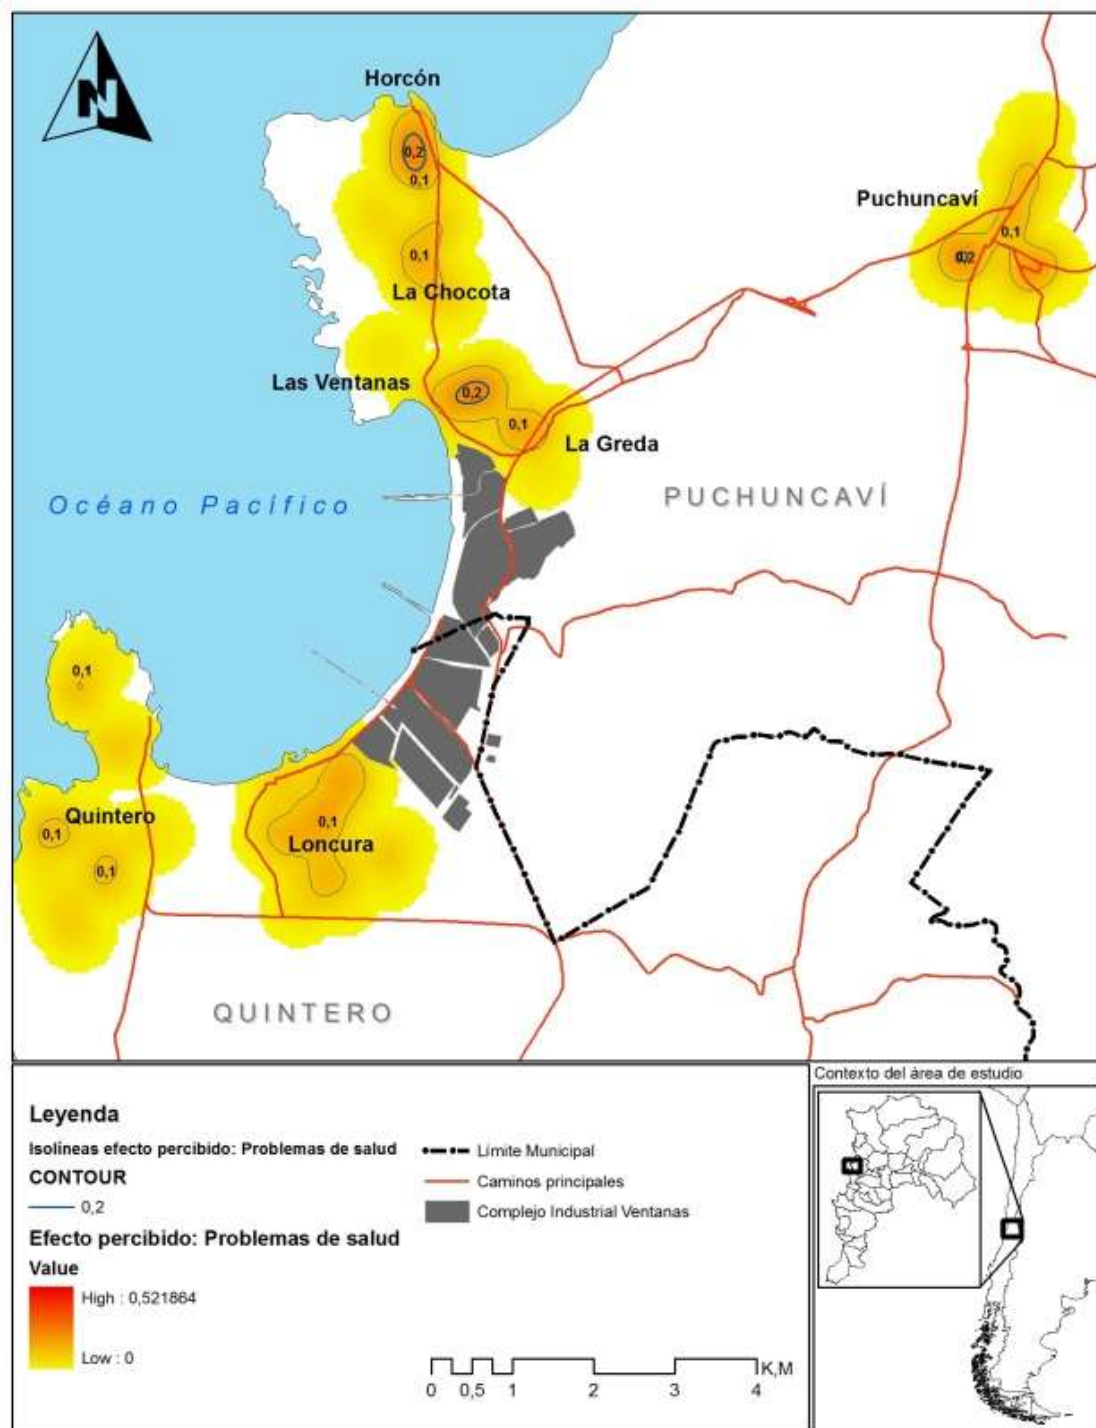 N
Horcón
0,2
0,1
0,1
La Chocota
Puchuncaví
0,1
0,2
Las Ventanas
0,2
0,1
La Greda
Océano Pacífico
PUCHUNCAVÍ
0,1
Quintero
0,1
0,1
0,1
Loncura
QUINTERO
Leyenda
Isolíneas efecto percibido: Problemas de salud
CONTOUR
0,2
Efecto percibido: Problemas de salud
Value
High : 0,521864
Low : 0
Límite Municipal
Caminos principales
Complejo Industrial Ventanas
K,M
0 0,5 1 2 3 4
Contexto del área de estudio